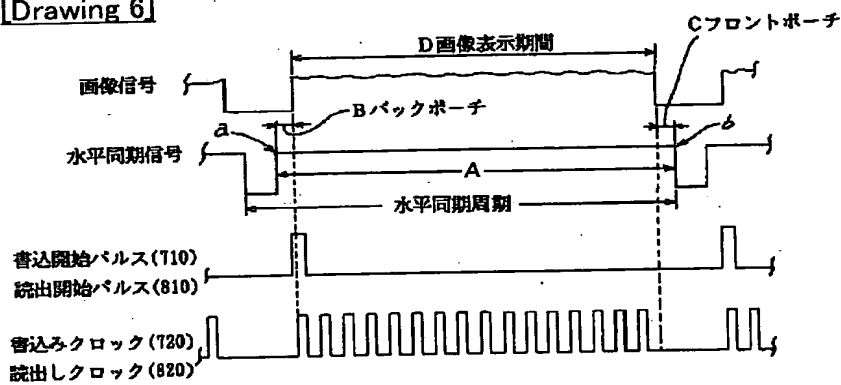 [Drawing 6]
Cフロントポーチ
D画像表示期間
画像信号
Bバックポーチ
a
b
水平同期信号
A
水平同期周期
書込開始パルス(710)
読出開始パルス(810)
書込みクロック(720)
読出しクロック(820)